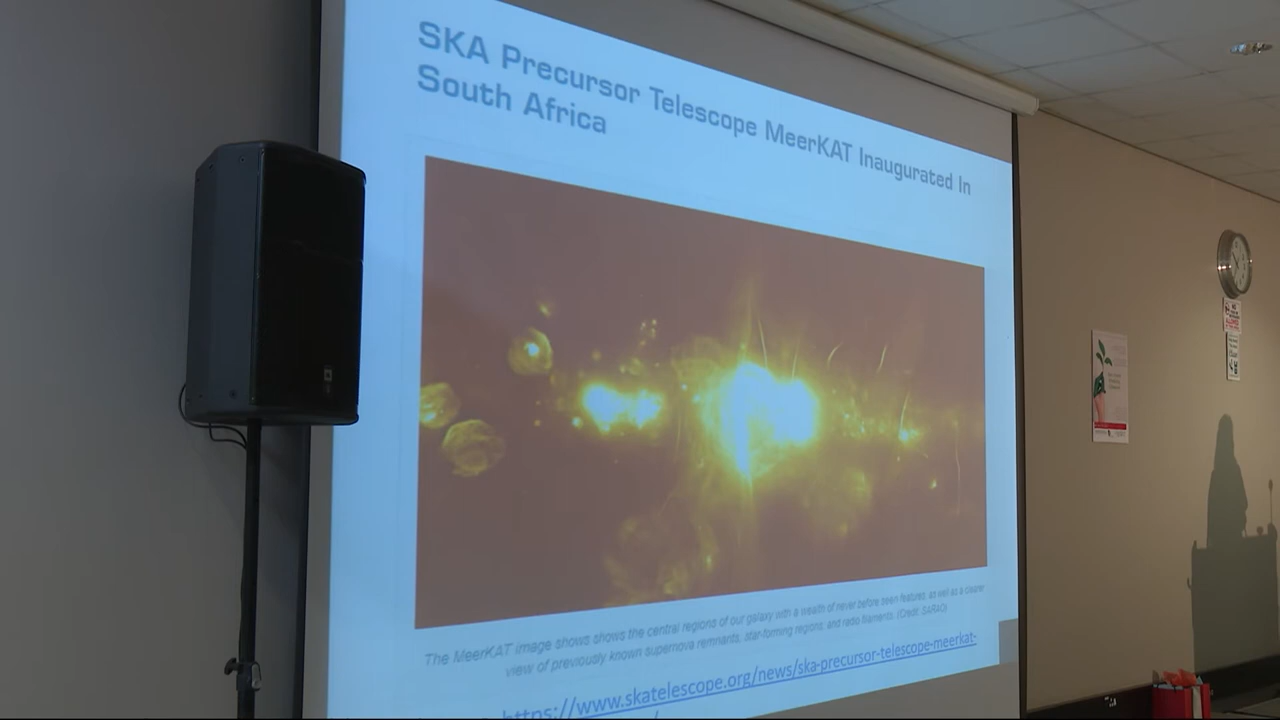 SKA Precursor Telescope MeerKAT Inaugurated In
South Africa
The MeerKAT image shows shows the central regions of our galaxy with a wealth of never before seen features, as well as a clearer
view of previously known supernova remnants, star-forming regions, and radio filaments. (Credit: SARAO)
https://www.skatelescope.org/news/ska-precursor-telescope-meerkat-